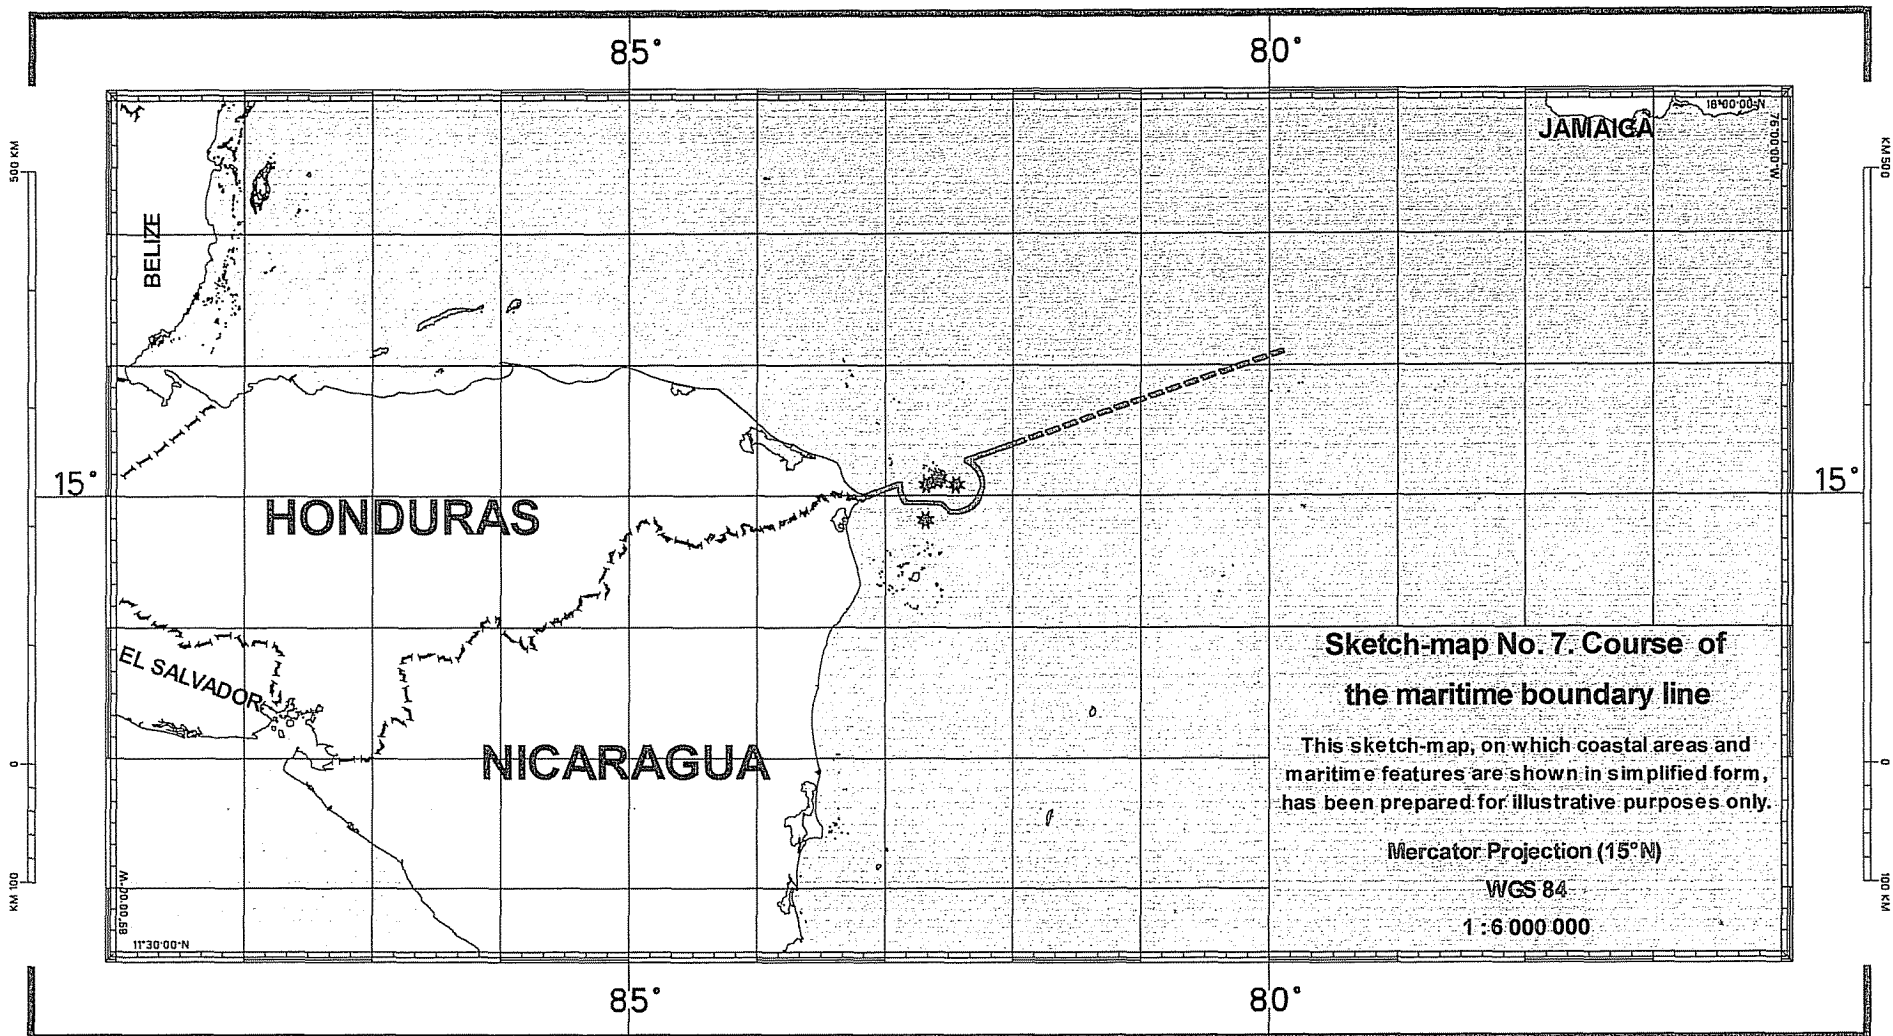 85° 80°
18°00'00"N
JAMAICA
76°00'00"W
500 KM
KM 500
BELIZE
15° 15°
HONDURAS
EL SALVADOR
Sketch-map No. 7. Course of
the maritime boundary line
NICARAGUA
This sketch-map, on which coastal areas and
maritime features are shown in simplified form,
has been prepared for illustrative purposes only.
0 0
Mercator Projection (15°N)
WGS 84
1 : 6 000 000
KM 100
100 KM
11°30'00"N
85° 80°